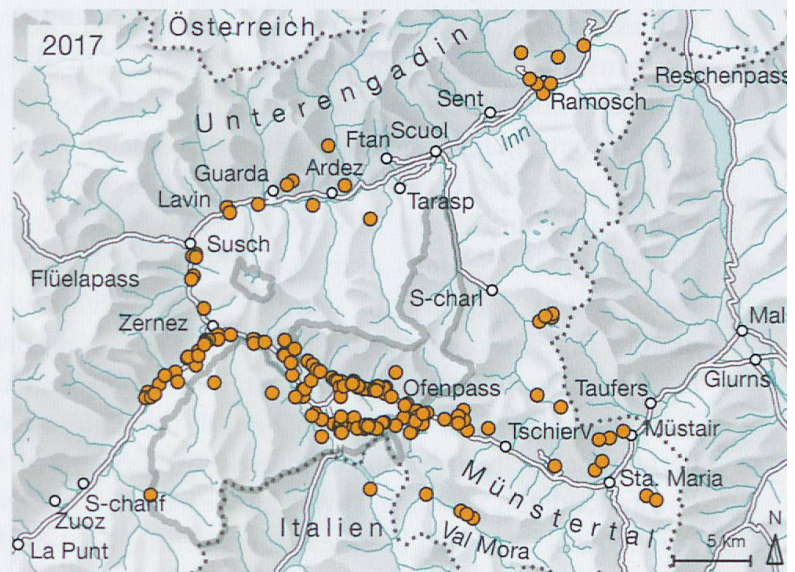 2017
Österreich
Unterengadin
Reschenpass
Ramosch
Sent
Inn
Scuol
Ftan
Ardez
Guarda
Tarasp
Lavin
Susch
Flüelapass
S-charl
Zernez
Mal
Glurns
Ofenpass
Taufers
Tschierv
Müstair
Sta. Maria
Münstertal
S-chanf
Zuoz
Italien
Val Mora
La Punt
5 km
N